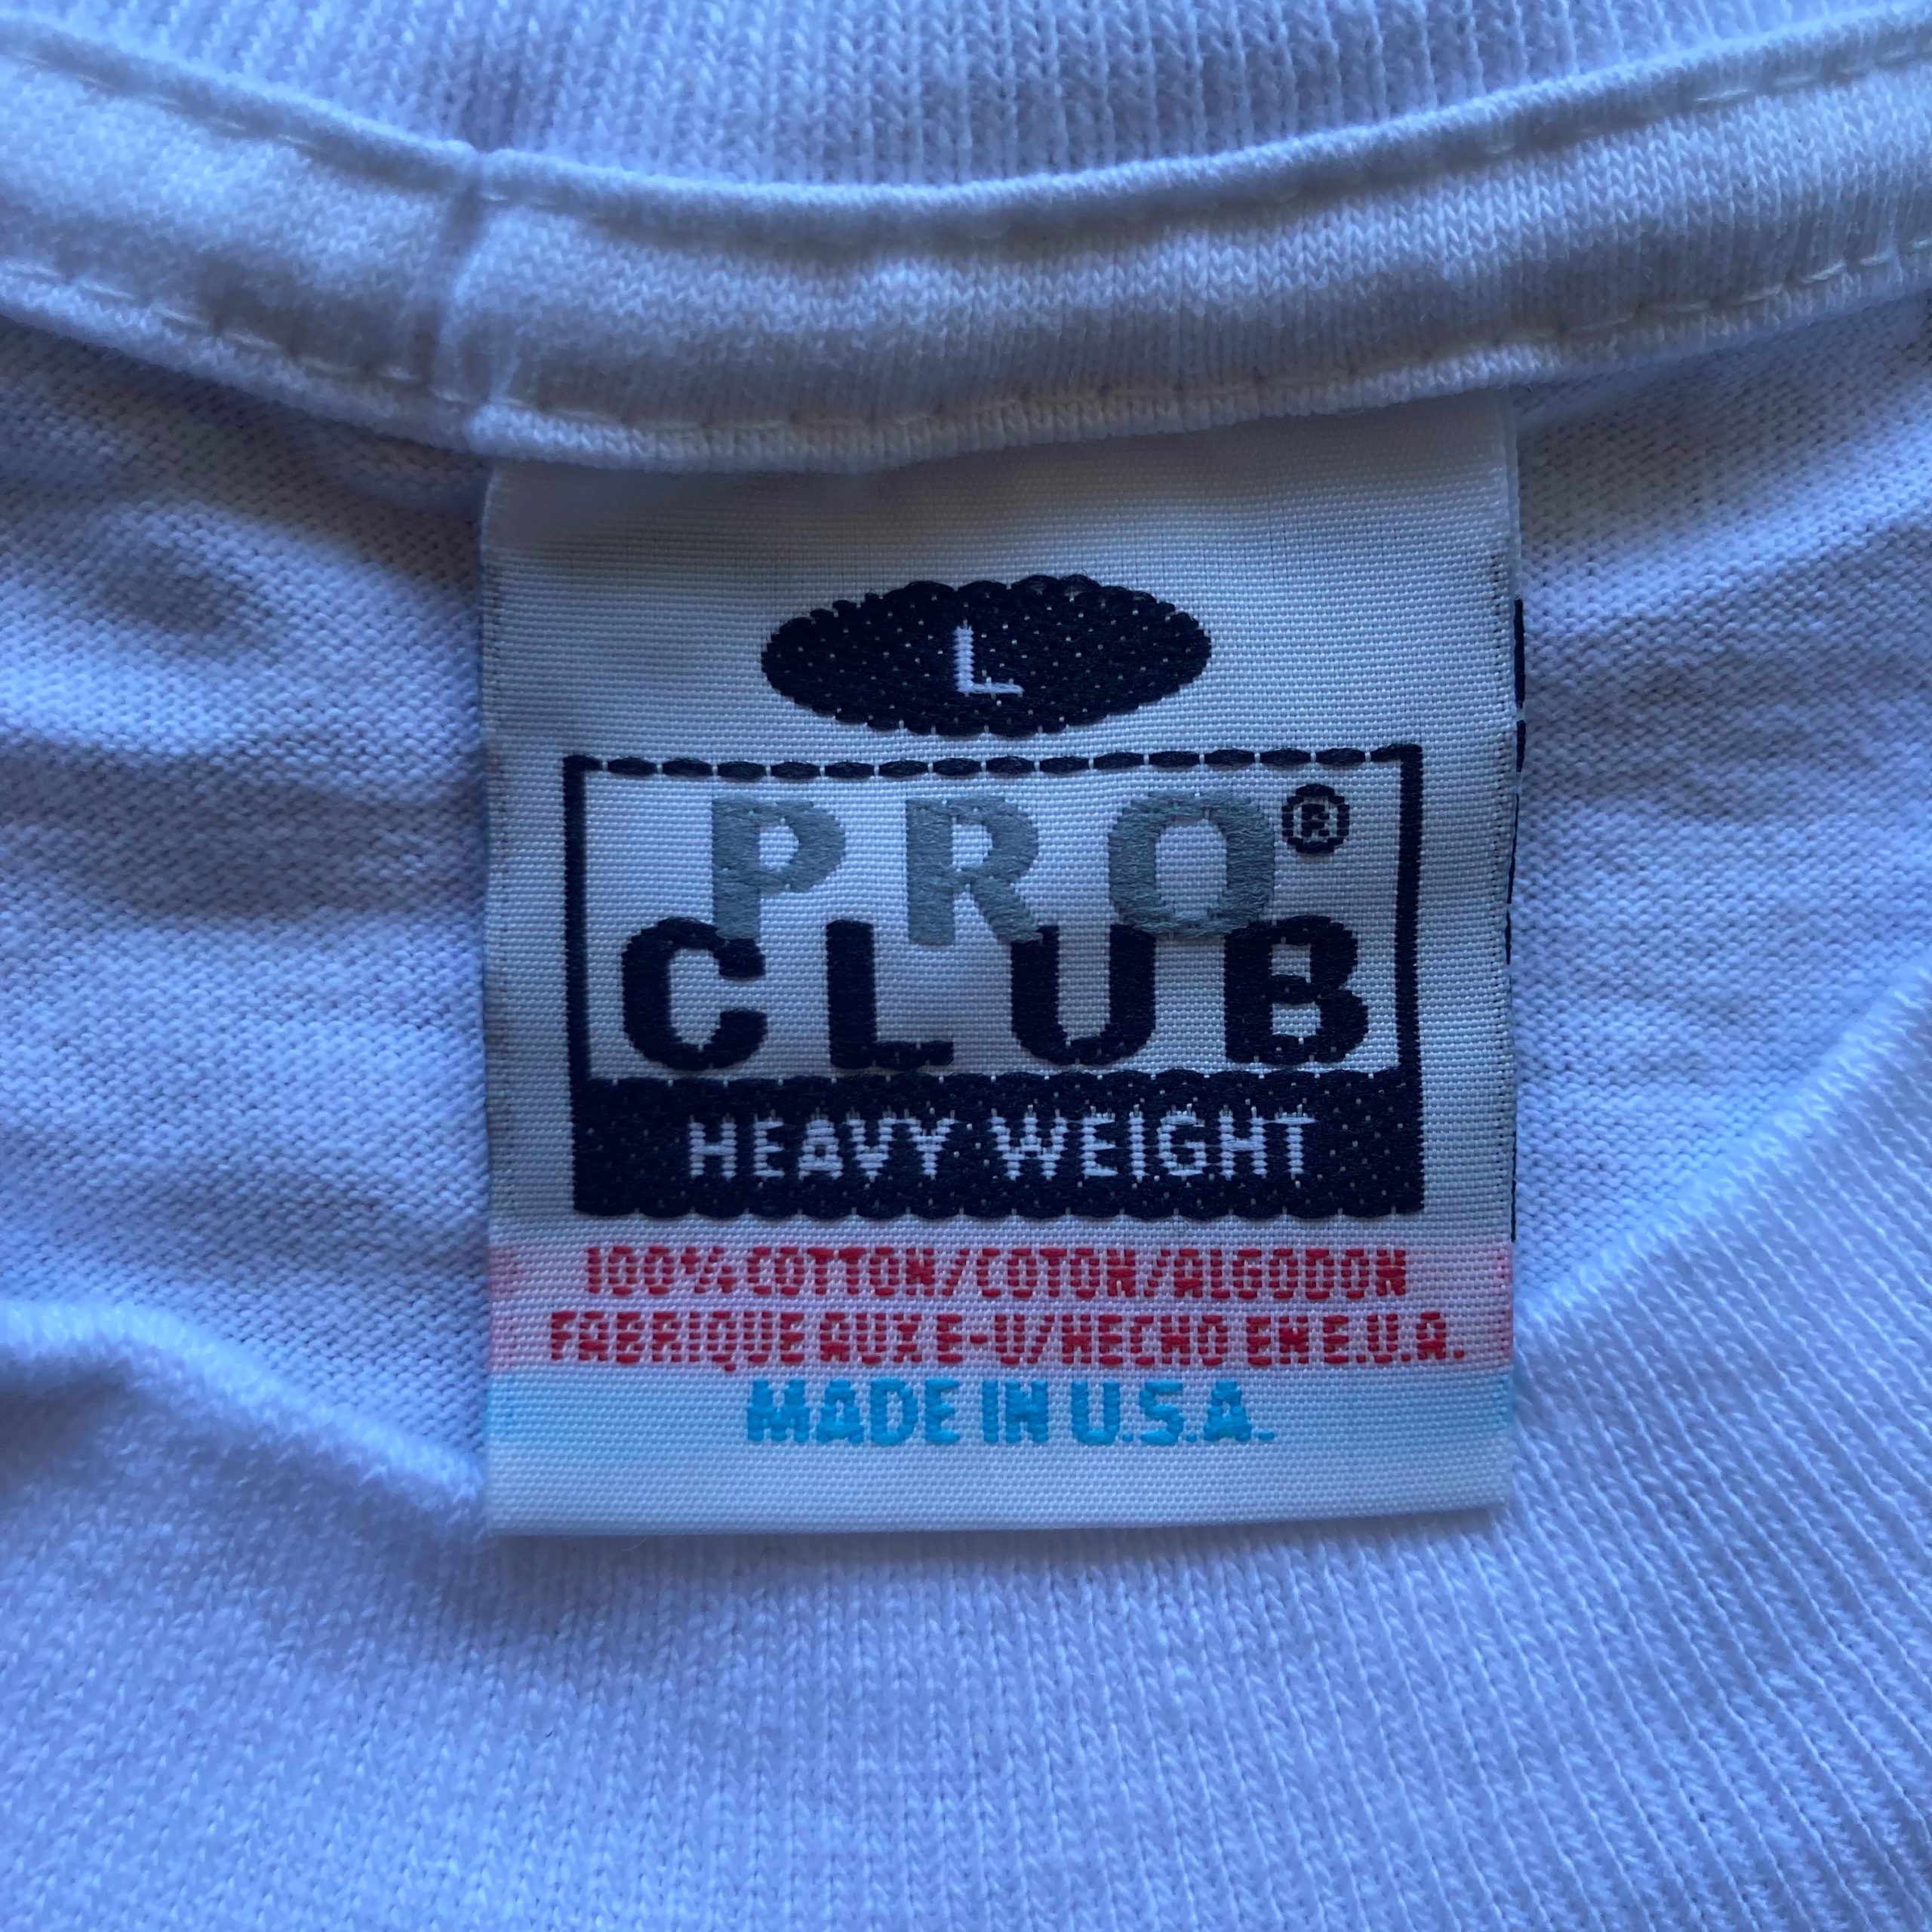 L
PRO®
CLUB
HEAVY WEIGHT
100% COTTON/COTON/ALGODON
FABRIQUE AUX E-U/HECHO EN E.U.A.
MADE IN U.S.A.